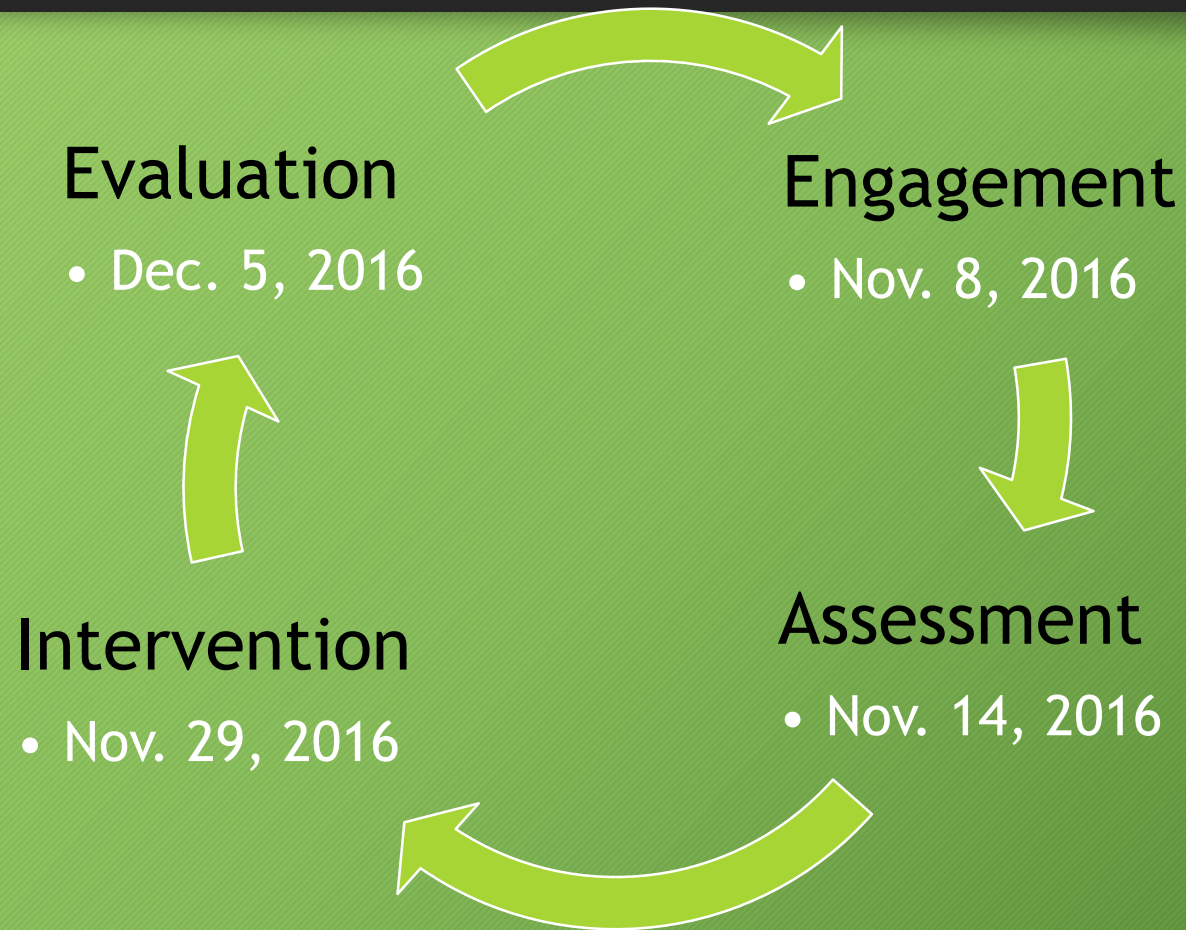 Evaluation
• Dec. 5, 2016
Engagement
• Nov. 8, 2016
Intervention
• Nov. 29, 2016
Assessment
• Nov. 14, 2016